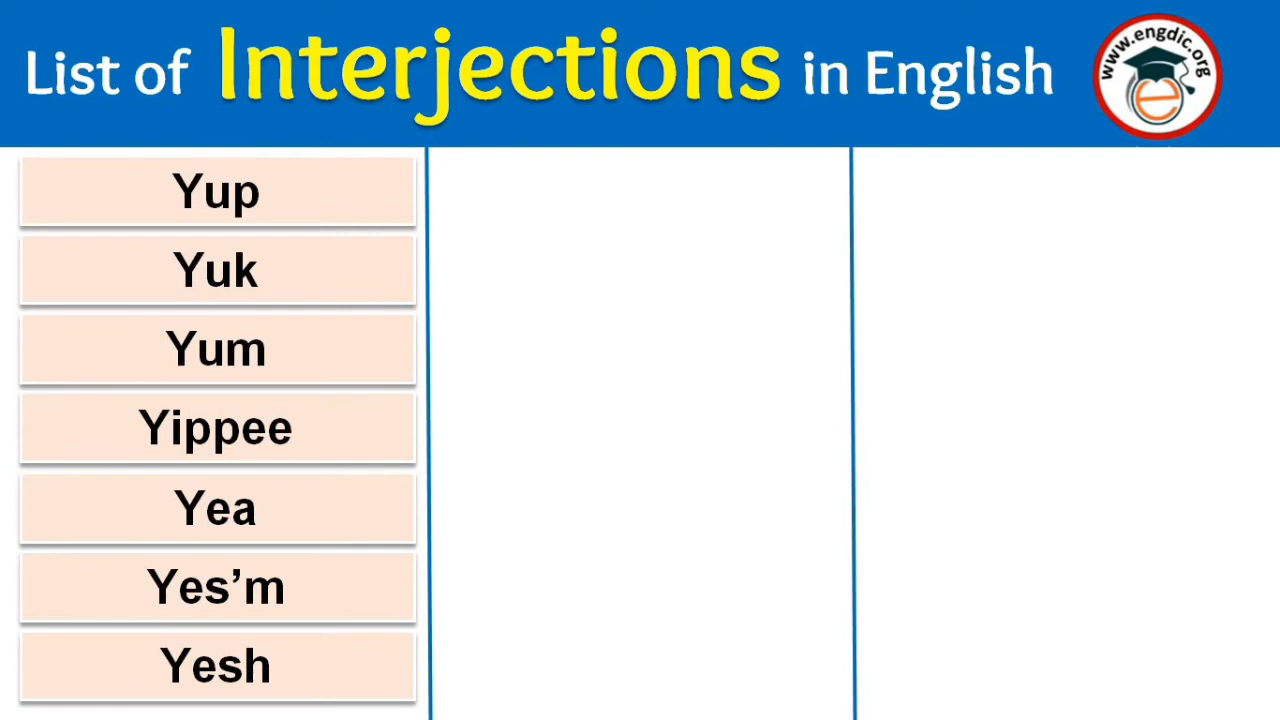 List of Interjections in English
www.engdic.org
e
Yup
Yuk
Yum
Yippee
Yea
Yes’m
Yesh